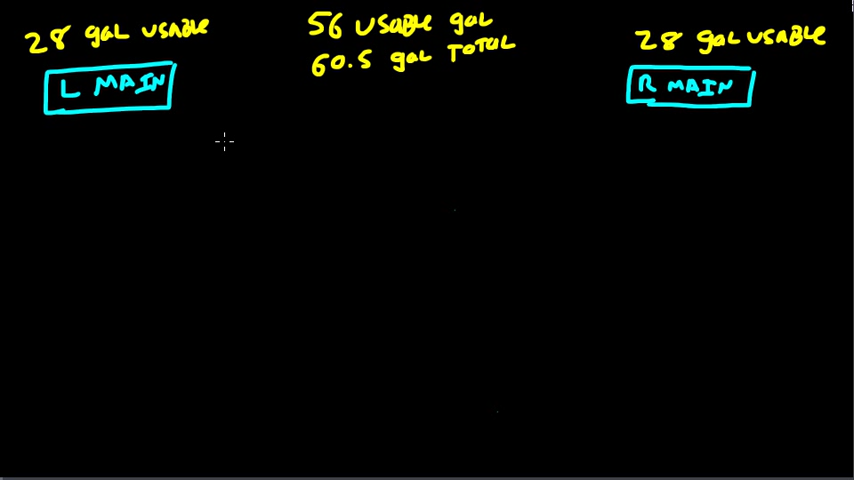 28 gal USABLE
56 USABLE gal
60.5 gal TOTAL
28 gal USABLE
L MAIN
R MAIN